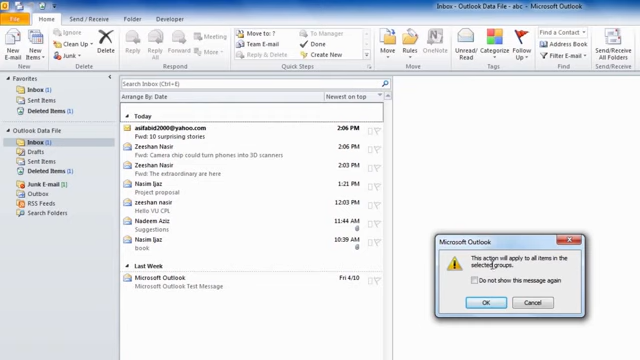 Inbox - Outlook Data File - abc - Microsoft Outlook
File Home Send / Receive Folder Developer
New E-mail
New Items
Ignore
Clean Up
Junk
Delete
Reply
Reply All
Forward
Meeting
More
Move to: ?
Team E-mail
Reply & Delete
To Manager
Done
Create New
Move
Rules
OneNote
Unread/ Read
Categorize
Follow Up
Find a Contact
Address Book
Filter E-mail
Send/Receive All Folders
New Delete Respond Quick Steps Move Tags Find Send/Receive
Favorites
Inbox (1)
Sent Items
Deleted Items (1)
Outlook Data File
Inbox (1)
Drafts
Sent Items
Deleted Items (1)
Junk E-mail [1]
Outbox
RSS Feeds
Search Folders
Search Inbox (Ctrl+E)
Arrange By: Date Newest on top
Today
asifabid2000@yahoo.com 2:06 PM
Fwd: 10 surprising stories
Zeeshan Nasir 2:06 PM
Fwd: Camera chip could turn phones into 3D scanners
Zeeshan Nasir 2:03 PM
Fwd: The extraordinary are here
Nasim Ijaz 1:21 PM
Project proposal
zeeshan nasir 12:03 PM
Hello VU CPL
Nadeem Aziz 11:44 AM
Suggestions
Nasim Ijaz 10:39 AM
book
Last Week
Microsoft Outlook Fri 4/10
Microsoft Outlook Test Message
Microsoft Outlook
This action will apply to all items in the
selected groups.
Do not show this message again
OK Cancel